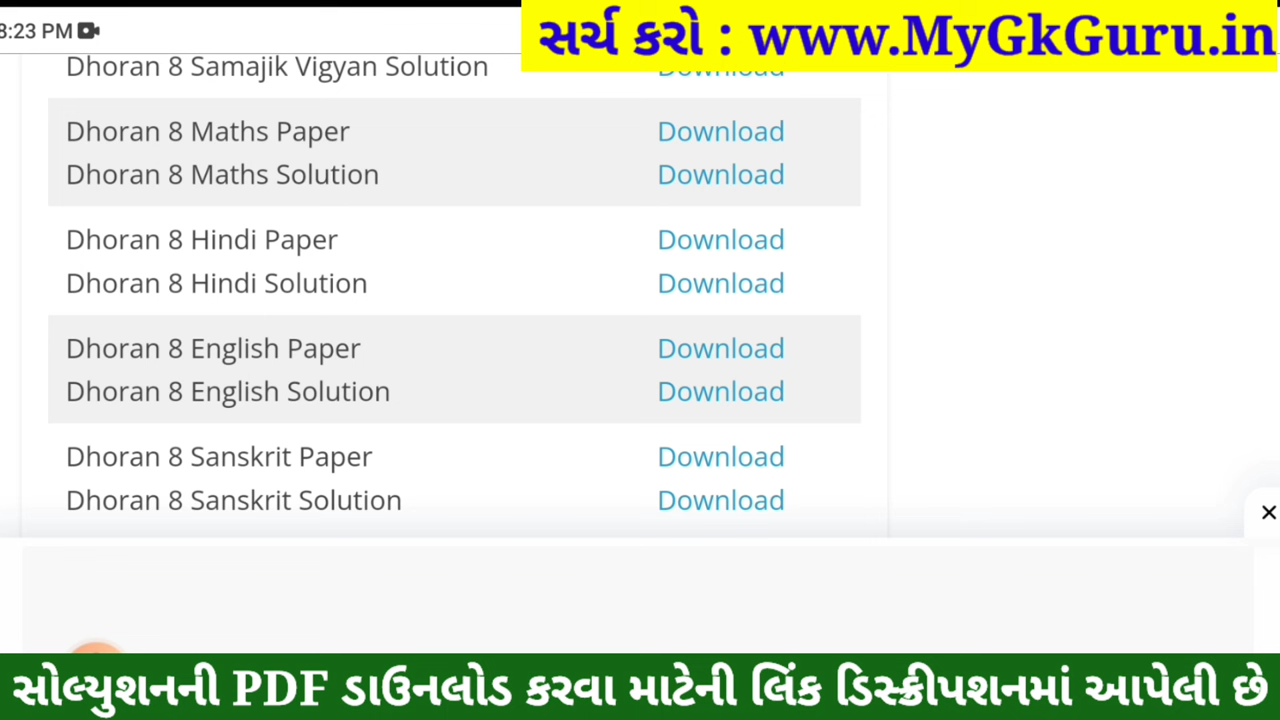 8:23 PM
સર્ચ કરો : www.MyGkGuru.in
Dhoran 8 Samajik Vigyan Solution Download
Dhoran 8 Maths Paper Download
Dhoran 8 Maths Solution Download
Dhoran 8 Hindi Paper Download
Dhoran 8 Hindi Solution Download
Dhoran 8 English Paper Download
Dhoran 8 English Solution Download
Dhoran 8 Sanskrit Paper Download
Dhoran 8 Sanskrit Solution Download
સોલ્યુશનની PDF ડાઉનલોડ કરવા માટેની લિંક ડિસ્ક્રીપશનમાં આપેલી છે